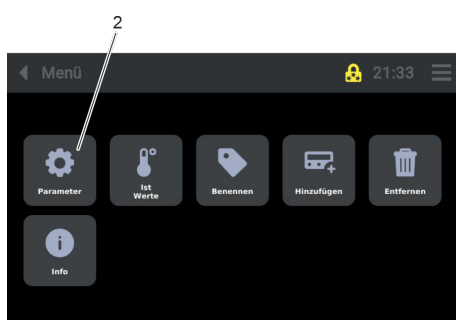 2
Menü
21:33
Parameter
Ist
Werte
Benennen
Hinzufügen
Entfernen
Info